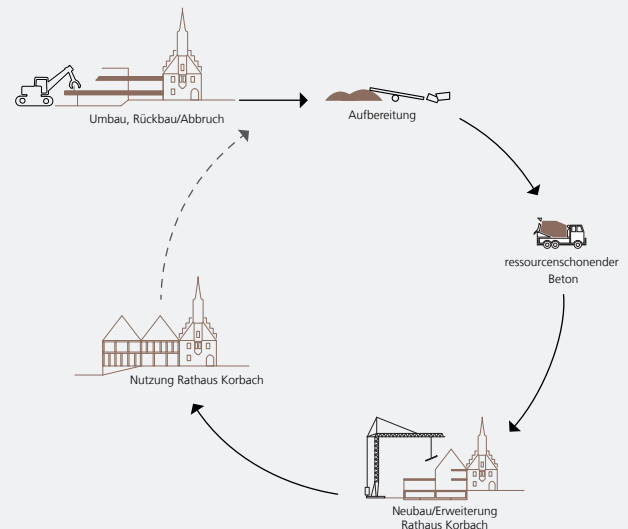 Umbau, Rückbau/Abbruch
Aufbereitung
ressourcenschonender
Beton
Neubau/Erweiterung
Rathaus Korbach
Nutzung Rathaus Korbach